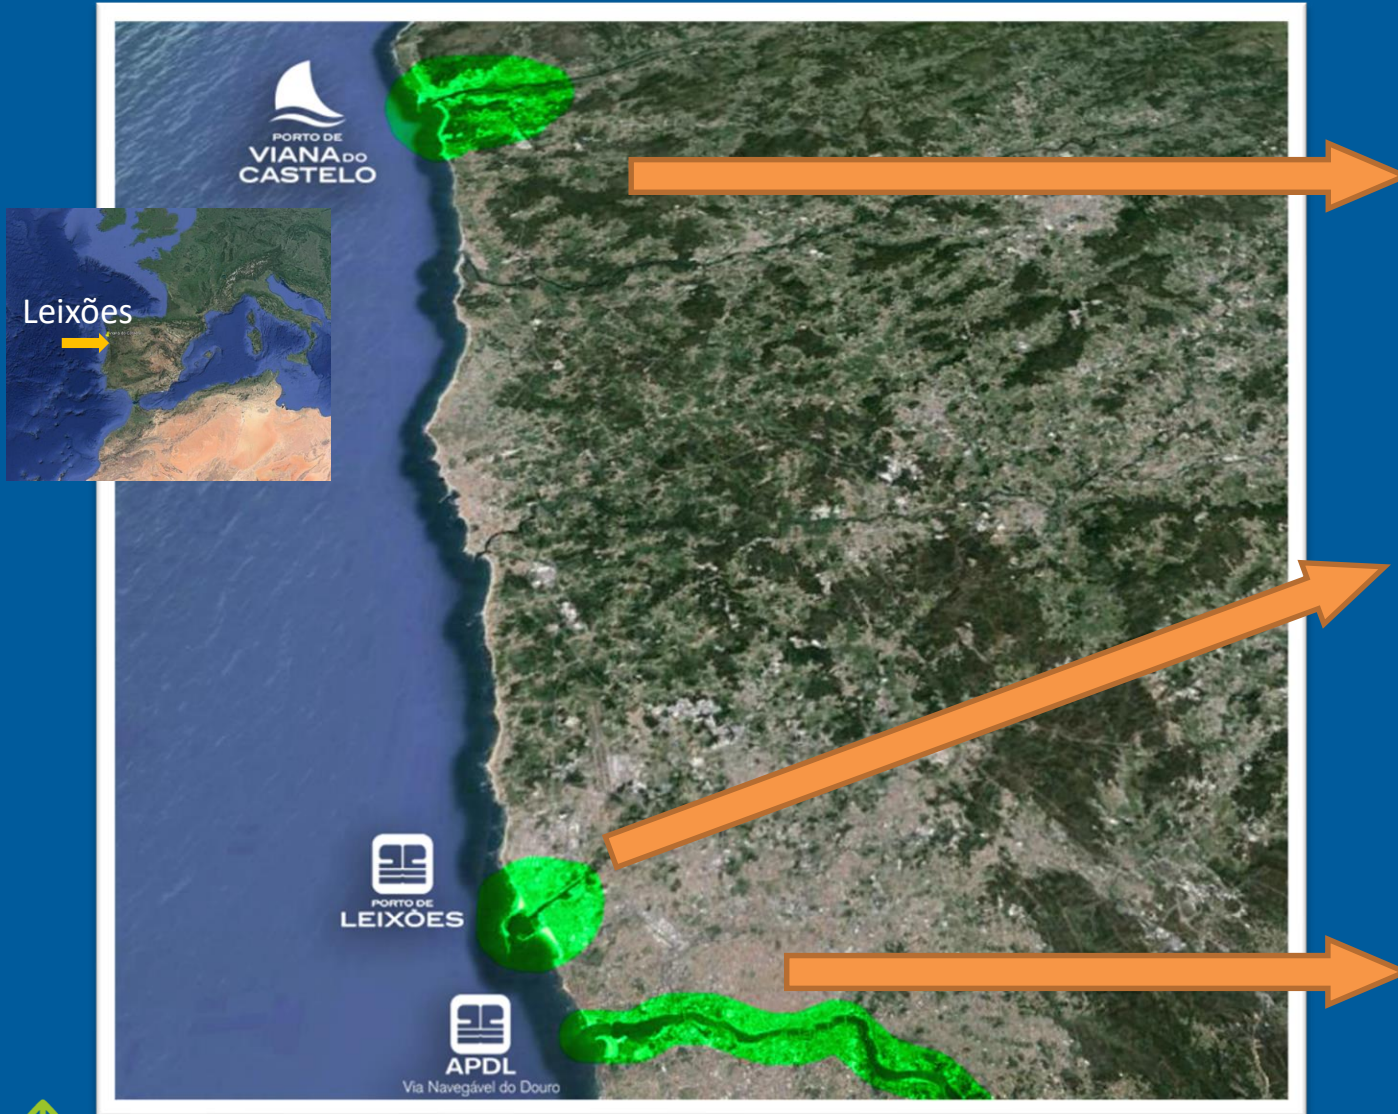 PORTO DE
VIANA DO
CASTELO
Leixões
PORTO DE
LEIXÕES
APDL
Via Navegável do Douro